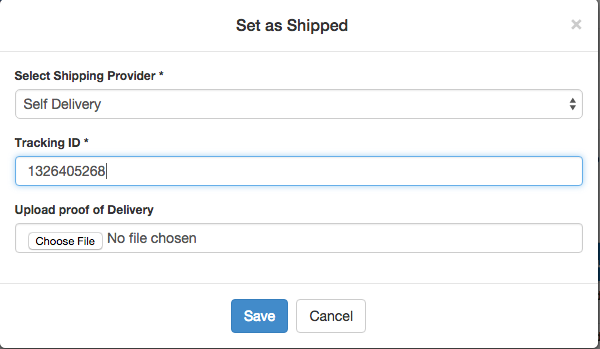 Set as Shipped
×
Select Shipping Provider *
Self Delivery
Tracking ID *
1326405268
Upload proof of Delivery
Choose File No file chosen
Save Cancel